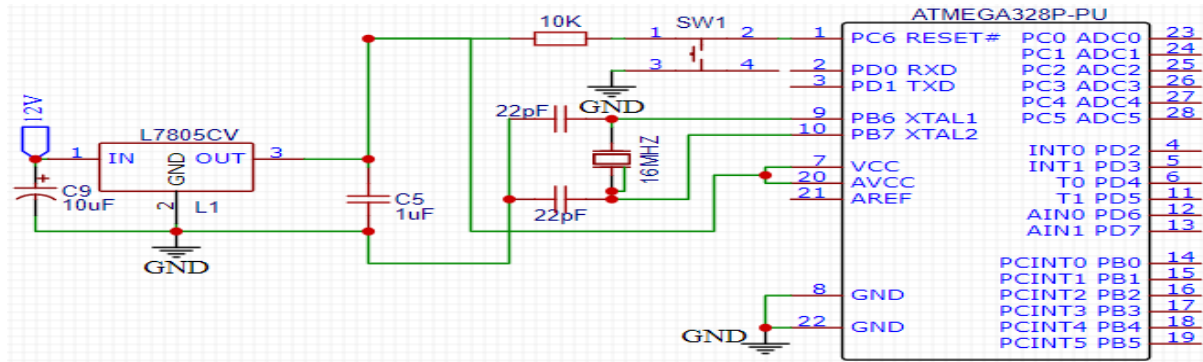 ATMEGA328P-PU
10K
SW1
1 2
3 4
GND
1 PC6 RESET#
2 PD0 RXD
3 PD1 TXD
9 PB6 XTAL1
10 PB7 XTAL2
7 VCC
20 AVCC
21 AREF
8 GND
22 GND
PC0 ADC0 23
PC1 ADC1 24
PC2 ADC2 25
PC3 ADC3 26
PC4 ADC4 27
PC5 ADC5 28
INT0 PD2 4
INT1 PD3 5
T0 PD4 6
T1 PD5 11
AIN0 PD6 12
AIN1 PD7 13
PCINT0 PB0 14
PCINT1 PB1 15
PCINT2 PB2 16
PCINT3 PB3 17
PCINT4 PB4 18
PCINT5 PB5 19
22pF
16MHZ
22pF
12V
L7805CV
1 IN GND OUT 3
2
L1
C9
10uF
C5
1uF
GND
GND